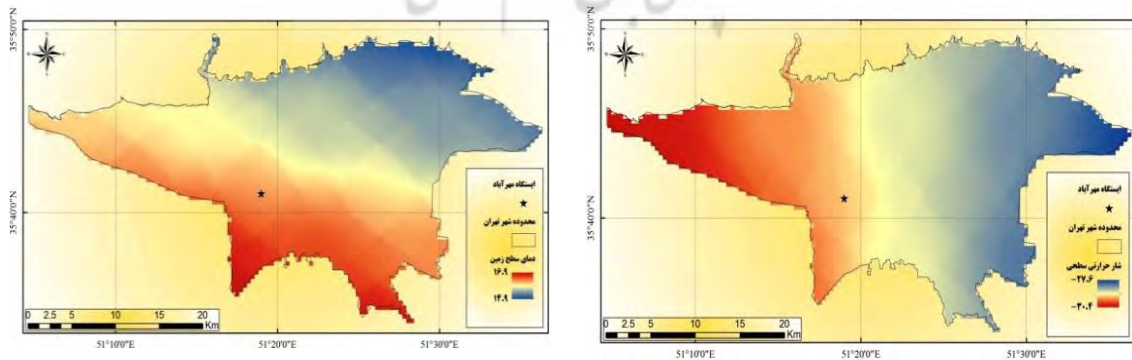 35°50'0"N
35°40'0"N
ایستگاه مهرآباد
محدوده شهر تهران
دمای سطح زمین
۱۶.۹
۱۴.۹
0 2.5 5 10 15 20
Km
51°10'0"E 51°20'0"E 51°30'0"E
35°50'0"N
35°40'0"N
ایستگاه مهرآباد
محدوده شهر تهران
شار حرارتی سطحی
-۲۷.۶
-۳۰.۴
0 2.5 5 10 15 20
Km
51°10'0"E 51°20'0"E 51°30'0"E